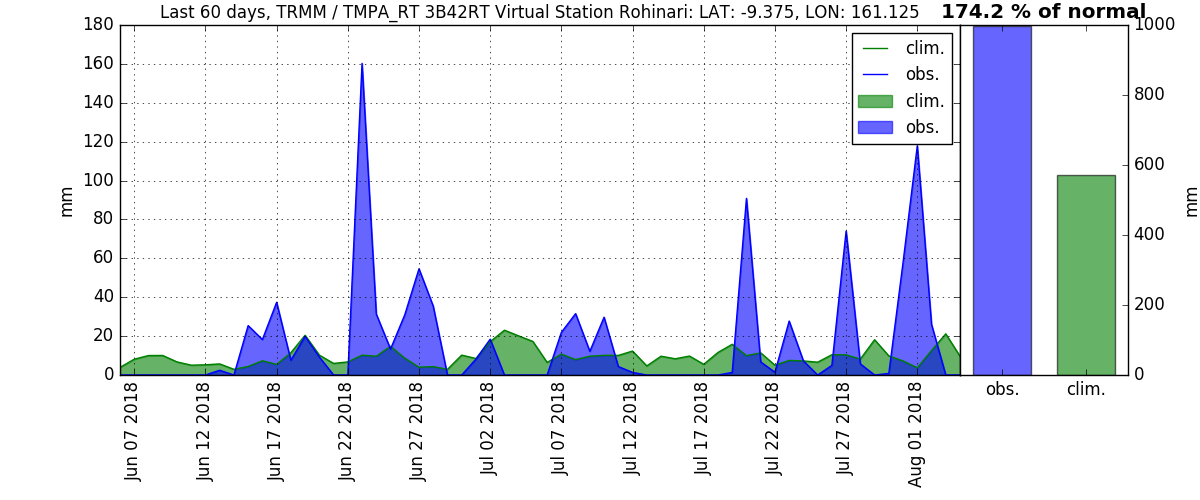 Last 60 days, TRMM / TMPA_RT 3B42RT Virtual Station Rohinari: LAT: -9.375, LON: 161.125
174.2 % of normal
180
160
140
120
100
80
60
40
20
0
mm
clim.
obs.
clim.
obs.
1000
800
600
400
200
0
mm
obs.
clim.
Jun 07 2018
Jun 12 2018
Jun 17 2018
Jun 22 2018
Jun 27 2018
Jul 02 2018
Jul 07 2018
Jul 12 2018
Jul 17 2018
Jul 22 2018
Jul 27 2018
Aug 01 2018